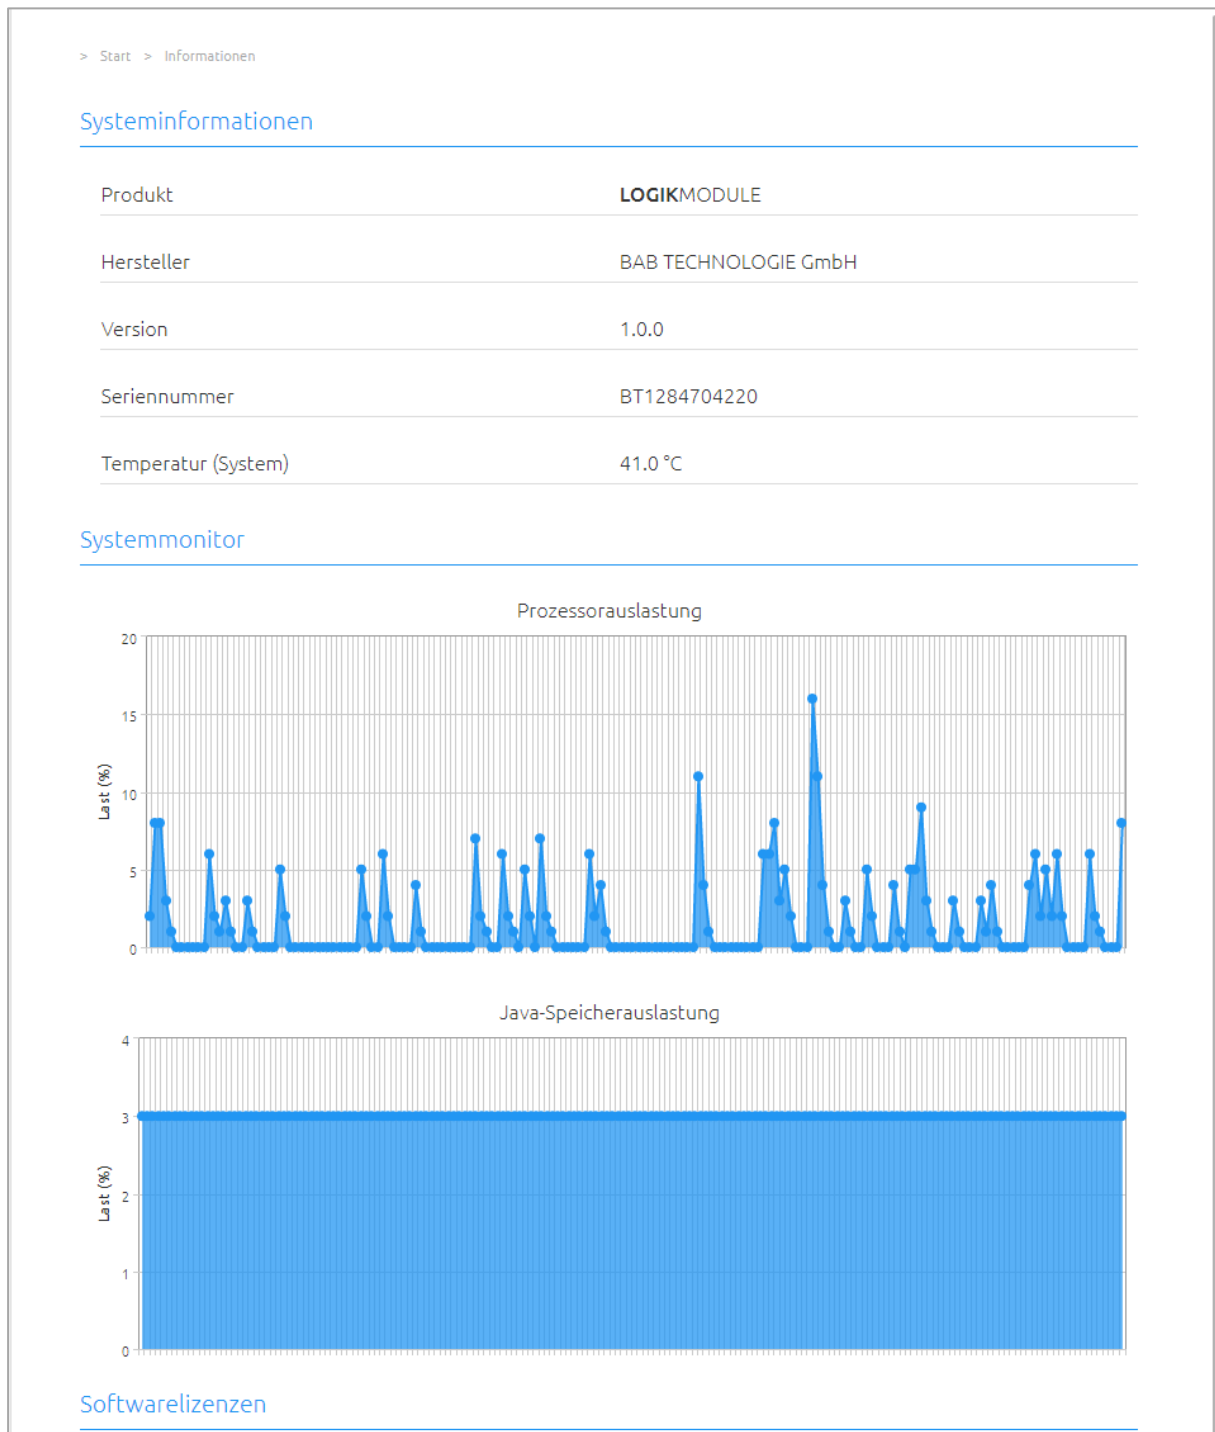 > Start > Informationen
Systeminformationen
Produkt LOGIKMODULE
Hersteller BAB TECHNOLOGIE GmbH
Version 1.0.0
Seriennummer BT1284704220
Temperatur (System) 41.0 °C
Systemmonitor
Prozessorauslastung
20
15
10
5
0
Last (%)
Java-Speicherauslastung
4
3
2
1
0
Last (%)
Softwarelizenzen